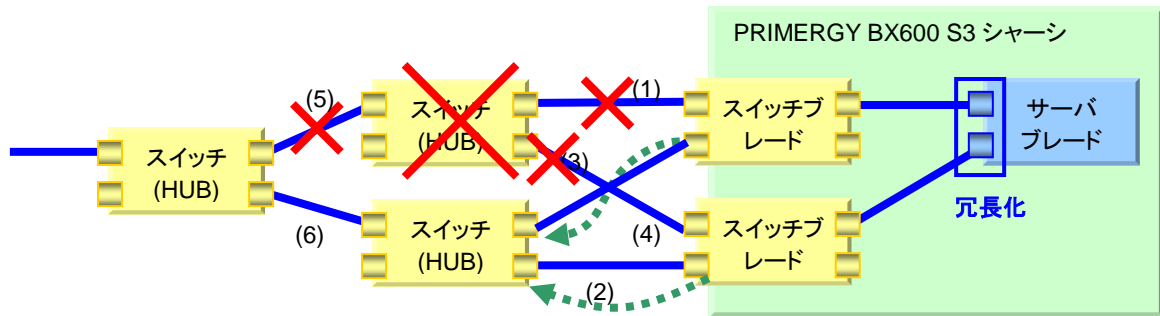 PRIMERGY BX600 S3 シャーシ
(5)
(1)
スイッチ
(HUB)
スイッチブ
レード
サーバ
ブレード
(3)
スイッチ
(HUB)
冗長化
(6)
スイッチ
(HUB)
(4)
スイッチブ
レード
(2)